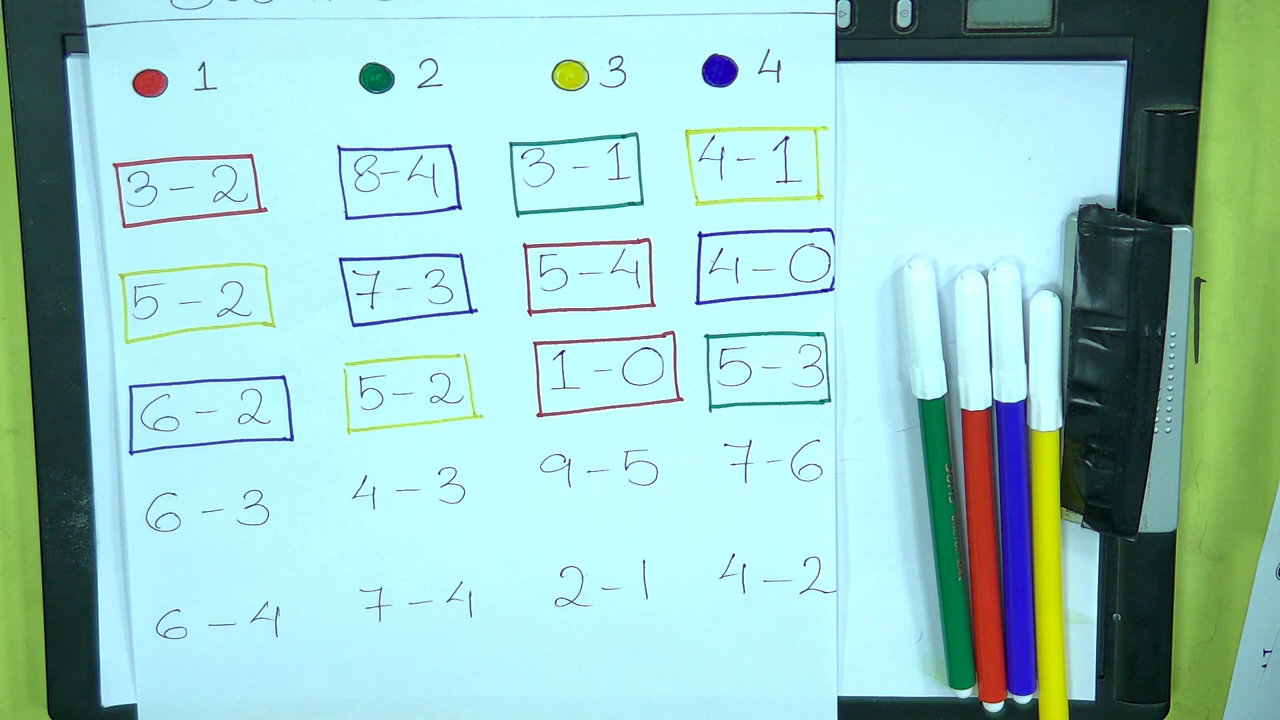 1 2 3 4
3 - 2 8 - 4 3 - 1 4 - 1
5 - 2 7 - 3 5 - 4 4 - 0
6 - 2 5 - 2 1 - 0 5 - 3
6 - 3 4 - 3 9 - 5 7 - 6
6 - 4 7 - 4 2 - 1 4 - 2